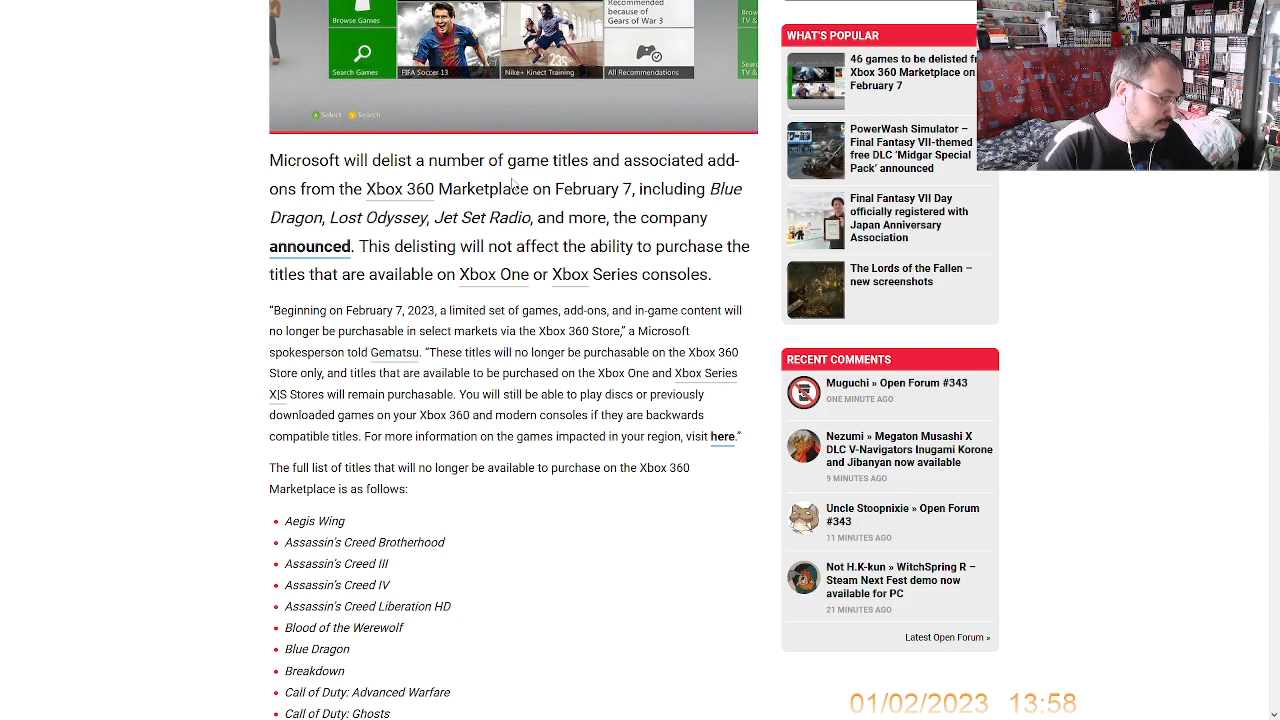 Browse Games
Recommended
because of
Gears of War 3
TV &
Search Games
FIFA Soccer 13
Nike+ Kinect Training
All Recommendations
TV &
A Select Y Search
Microsoft will delist a number of game titles and associated add-
ons from the Xbox 360 Marketplace on February 7, including Blue
Dragon, Lost Odyssey, Jet Set Radio, and more, the company
announced. This delisting will not affect the ability to purchase the
titles that are available on Xbox One or Xbox Series consoles.
“Beginning on February 7, 2023, a limited set of games, add-ons, and in-game content will
no longer be purchasable in select markets via the Xbox 360 Store,” a Microsoft
spokesperson told Gematsu. “These titles will no longer be purchasable on the Xbox 360
Store only, and titles that are available to be purchased on the Xbox One and Xbox Series
X|S Stores will remain purchasable. You will still be able to play discs or previously
downloaded games on your Xbox 360 and modern consoles if they are backwards
compatible titles. For more information on the games impacted in your region, visit here.”
The full list of titles that will no longer be available to purchase on the Xbox 360
Marketplace is as follows:
• Aegis Wing
• Assassin’s Creed Brotherhood
• Assassin’s Creed III
• Assassin’s Creed IV
• Assassin’s Creed Liberation HD
• Blood of the Werewolf
• Blue Dragon
• Breakdown
• Call of Duty: Advanced Warfare
• Call of Duty: Ghosts
WHAT'S POPULAR
46 games to be delisted fr
Xbox 360 Marketplace on
February 7
PowerWash Simulator –
Final Fantasy VII-themed
free DLC ‘Midgar Special
Pack’ announced
Final Fantasy VII Day
officially registered with
Japan Anniversary
Association
The Lords of the Fallen –
new screenshots
RECENT COMMENTS
Muguchi » Open Forum #343
ONE MINUTE AGO
Nezumi » Megaton Musashi X
DLC V-Navigators Inugami Korone
and Jibanyan now available
9 MINUTES AGO
Uncle Stoopnixie » Open Forum
#343
11 MINUTES AGO
Not H.K-kun » WitchSpring R –
Steam Next Fest demo now
available for PC
21 MINUTES AGO
Latest Open Forum »
01/02/2023 13:58